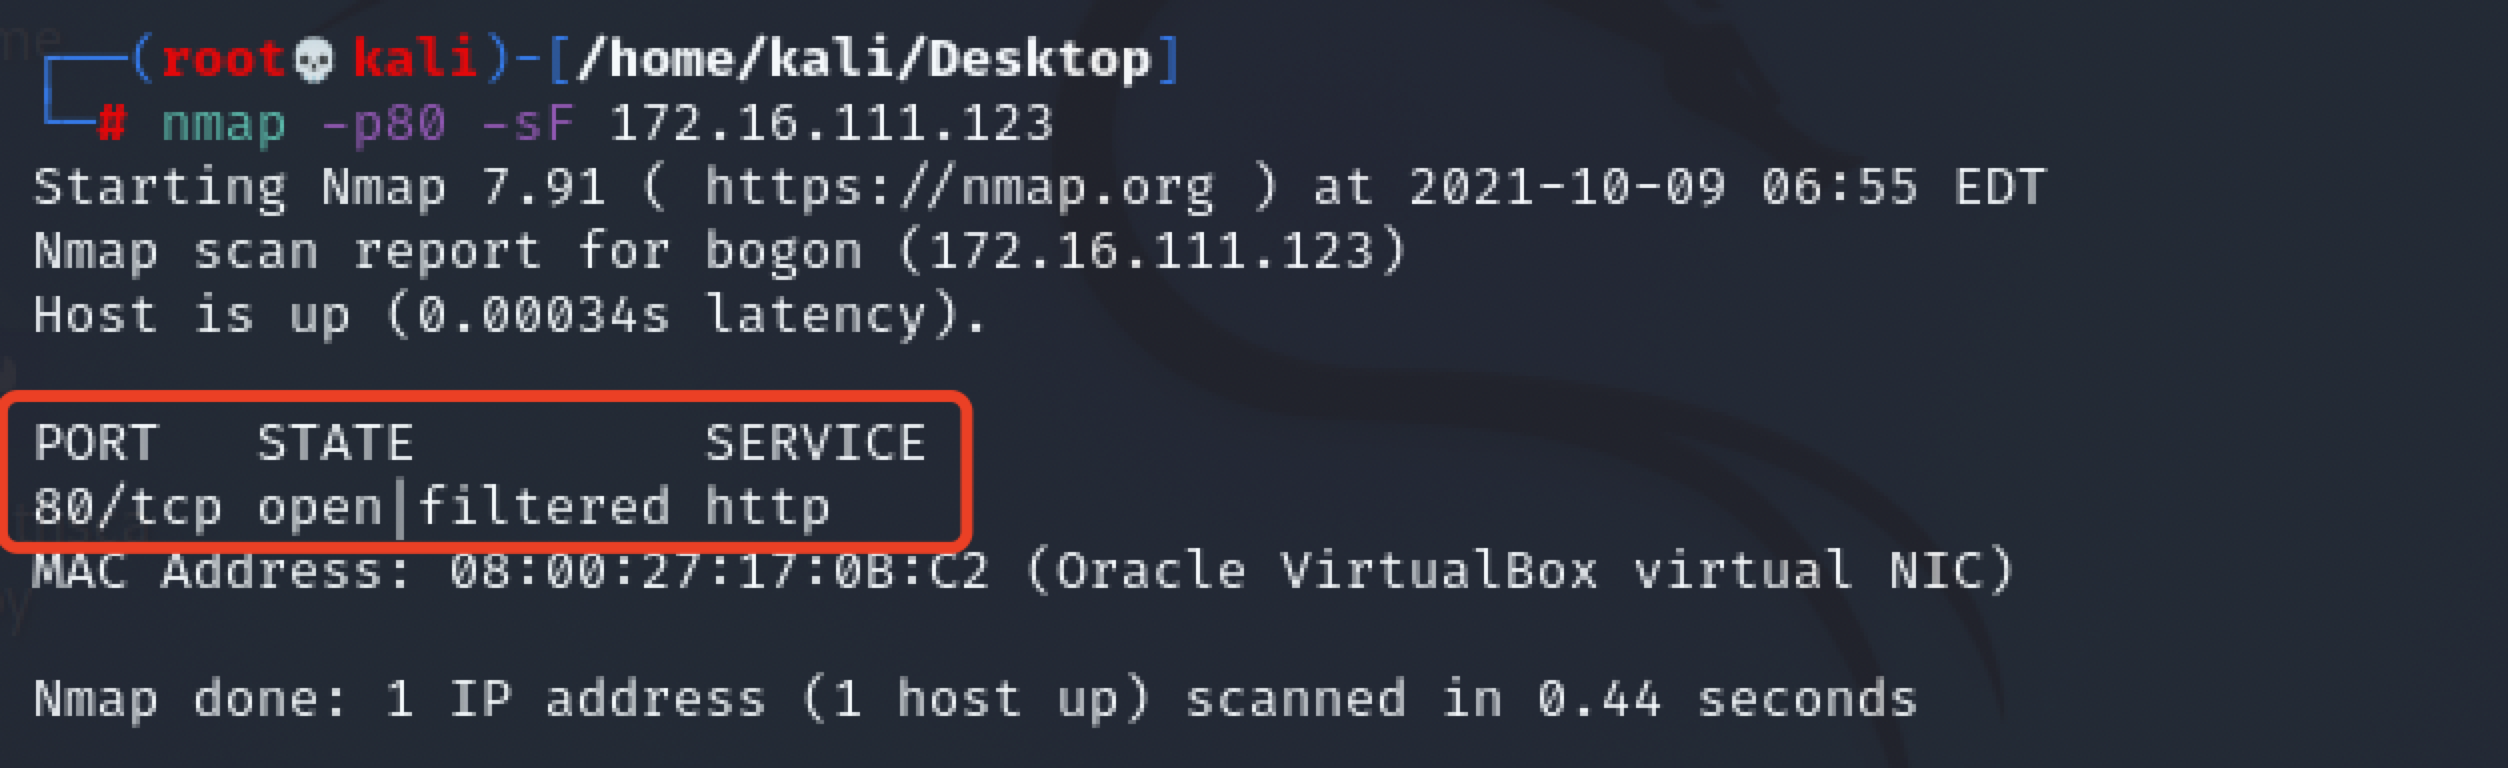 (root💀kali)-[/home/kali/Desktop]
# nmap -p80 -sF 172.16.111.123
Starting Nmap 7.91 ( https://nmap.org ) at 2021-10-09 06:55 EDT
Nmap scan report for bogon (172.16.111.123)
Host is up (0.00034s latency).
PORT   STATE         SERVICE
80/tcp open|filtered http
MAC Address: 08:00:27:17:0B:C2 (Oracle VirtualBox virtual NIC)
Nmap done: 1 IP address (1 host up) scanned in 0.44 seconds